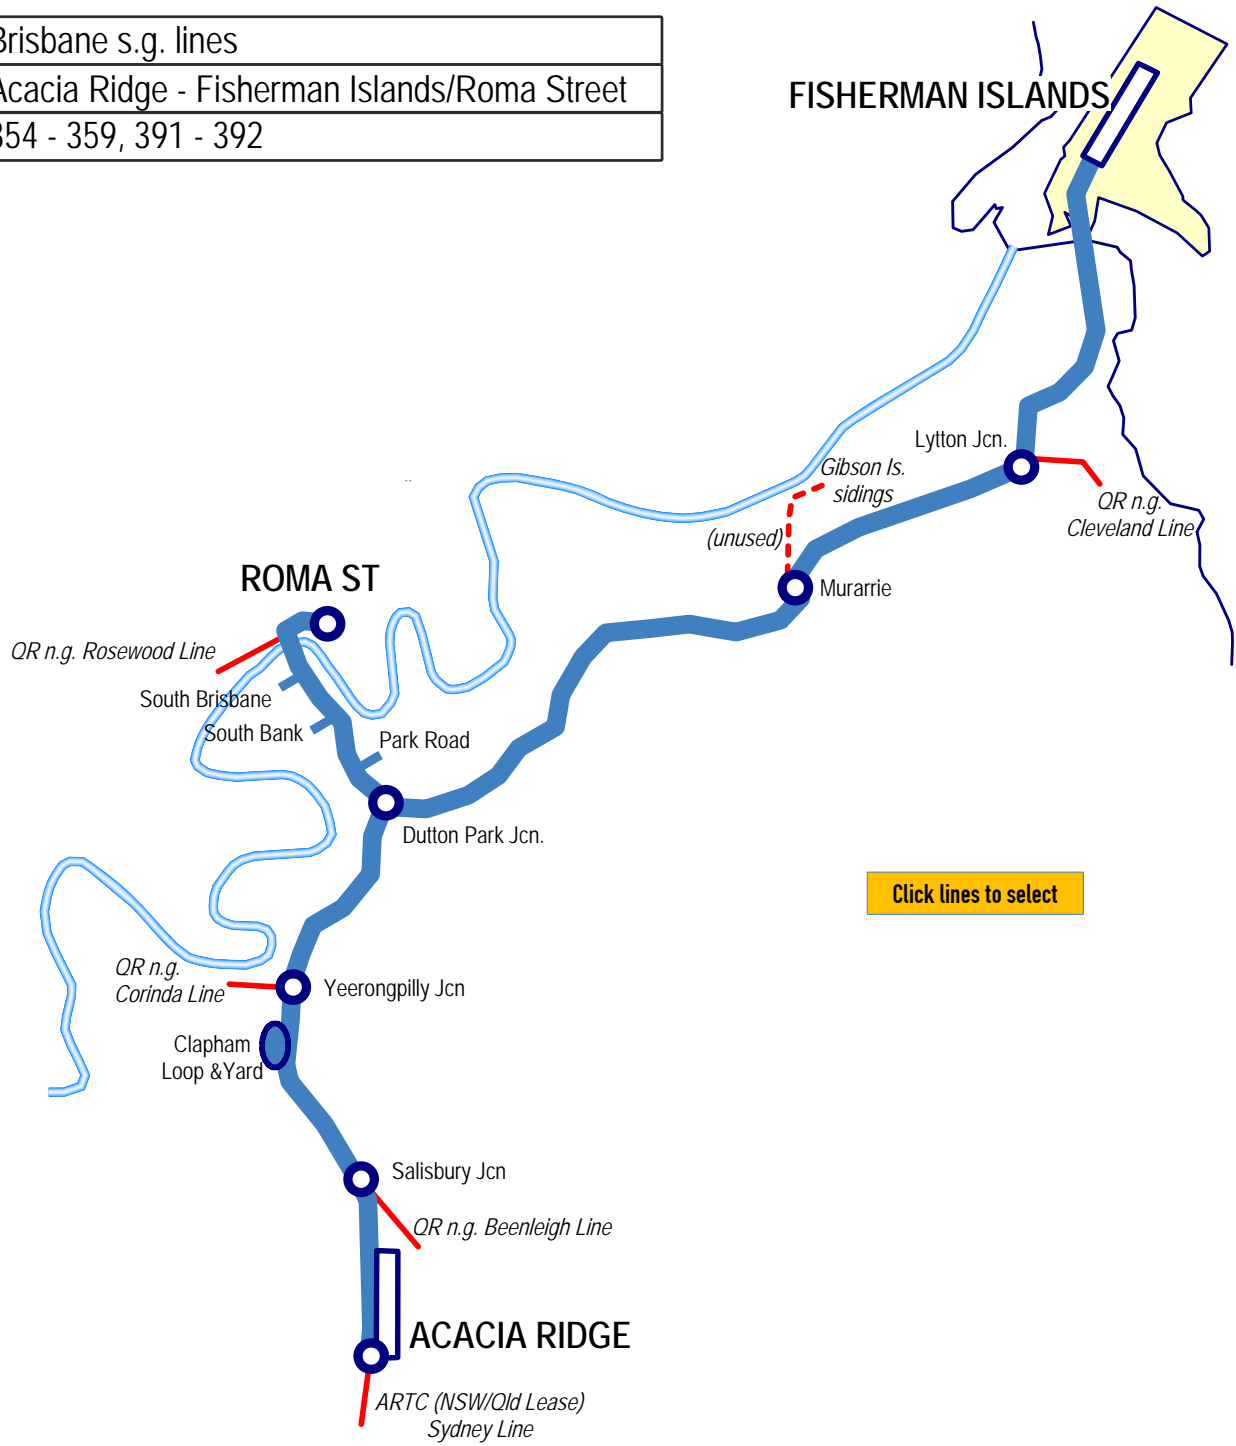 Brisbane s.g. lines
Acacia Ridge - Fisherman Islands/Roma Street
354 - 359, 391 - 392
FISHERMAN ISLANDS
Lytton Jcn.
Gibson Is.
sidings
QR n.g.
Cleveland Line
(unused)
ROMA ST
Murarrie
QR n.g. Rosewood Line
South Brisbane
South Bank
Park Road
Dutton Park Jcn.
Click lines to select
QR n.g.
Corinda Line
Yeerongpilly Jcn
Clapham
Loop &Yard
Salisbury Jcn
QR n.g. Beenleigh Line
ACACIA RIDGE
ARTC (NSW/Qld Lease)
Sydney Line